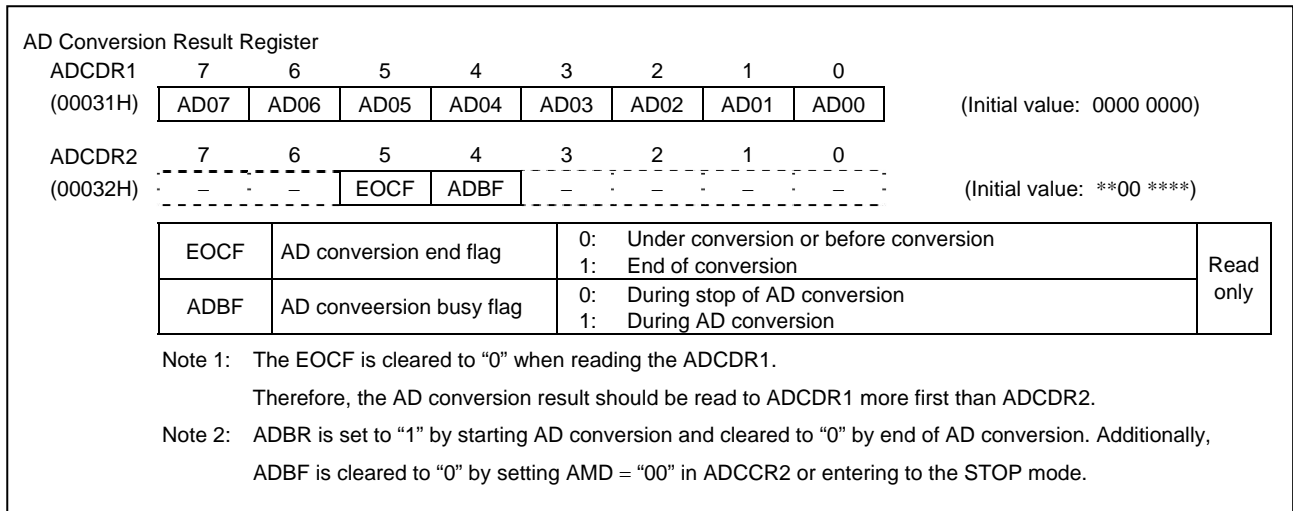 AD Conversion Result Register
ADCDR1 7 6 5 4 3 2 1 0
(00031H) AD07 AD06 AD05 AD04 AD03 AD02 AD01 AD00 (Initial value: 0000 0000)
ADCDR2 7 6 5 4 3 2 1 0
(00032H) – – EOCF ADBF – – – – (Initial value: **00 ****)
EOCF AD conversion end flag 0: Under conversion or before conversion
1: End of conversion
ADBF AD conveersion busy flag 0: During stop of AD conversion
1: During AD conversion
Read
only
Note 1: The EOCF is cleared to “0” when reading the ADCDR1.
Therefore, the AD conversion result should be read to ADCDR1 more first than ADCDR2.
Note 2: ADBR is set to “1” by starting AD conversion and cleared to “0” by end of AD conversion. Additionally,
ADBF is cleared to “0” by setting AMD = “00” in ADCCR2 or entering to the STOP mode.